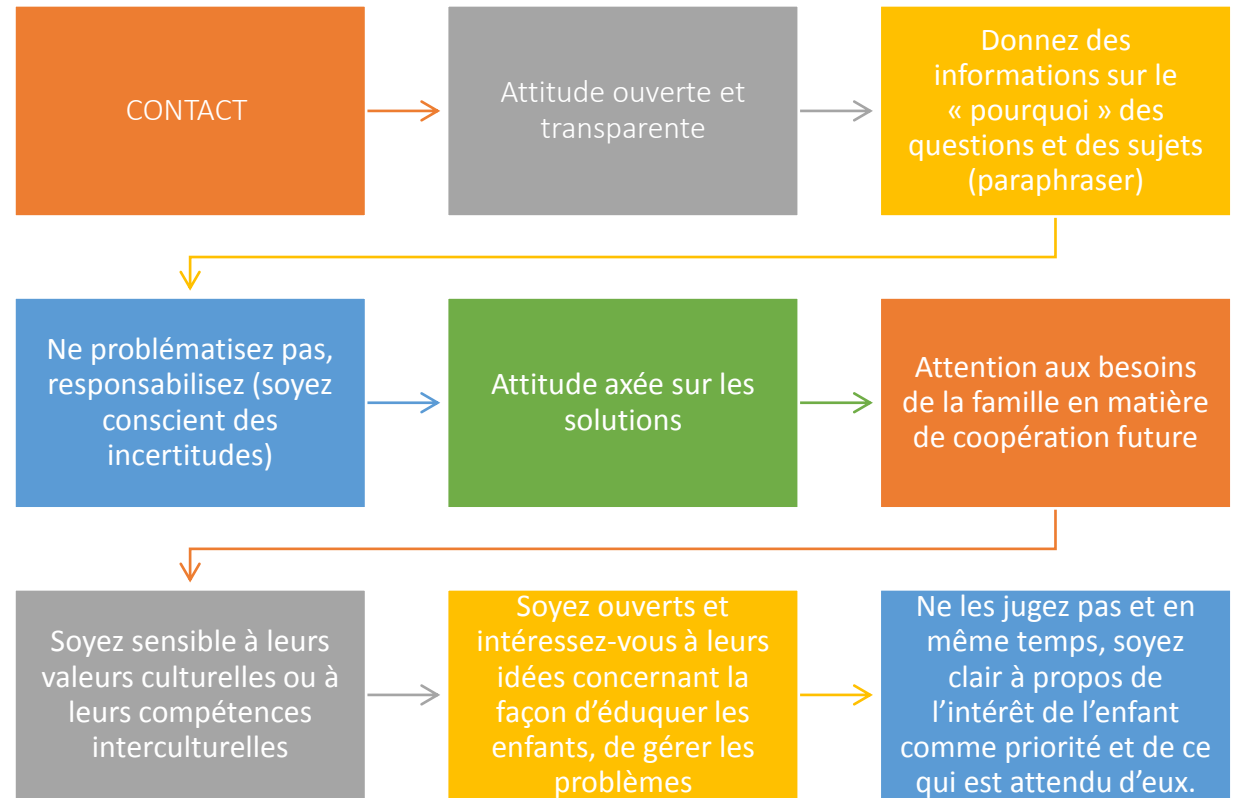 CONTACT
Attitude ouverte et
transparente
Donnez des
informations sur le
« pourquoi » des
questions et des sujets
(paraphraser)
Ne problématisez pas,
responsabilisez (soyez
conscient des
incertitudes)
Attitude axée sur les
solutions
Attention aux besoins
de la famille en matière
de coopération future
Soyez sensible à leurs
valeurs culturelles ou à
leurs compétences
interculturelles
Soyez ouverts et
intéressez-vous à leurs
idées concernant la
façon d’éduquer les
enfants, de gérer les
problèmes
Ne les jugez pas et en
même temps, soyez
clair à propos de
l’intérêt de l’enfant
comme priorité et de ce
qui est attendu d’eux.